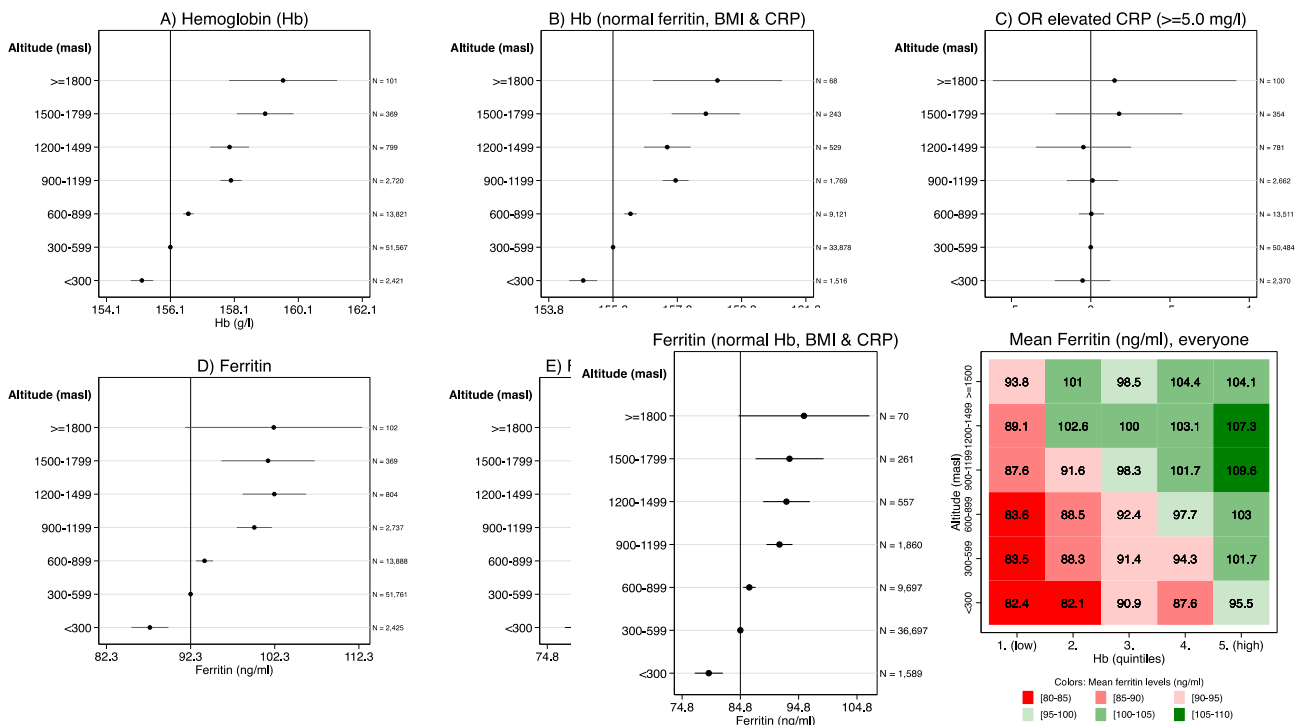 A) Hemoglobin (Hb)
Altitude (masl)
>=1800
N = 101
1500-1799
N = 369
1200-1499
N = 799
900-1199
N = 2,720
600-899
N = 13,821
300-599
N = 51,567
<300
N = 2,421
154.1 156.1 158.1 160.1 162.1
Hb (g/l)
B) Hb (normal ferritin, BMI & CRP)
Altitude (masl)
>=1800
N = 68
1500-1799
N = 243
1200-1499
N = 529
900-1199
N = 1,769
600-899
N = 9,121
300-599
N = 33,878
<300
N = 1,516
153.8
C) OR elevated CRP (>=5.0 mg/l)
Altitude (masl)
>=1800
N = 100
1500-1799
N = 354
1200-1499
N = 781
900-1199
N = 2,662
600-899
N = 13,511
300-599
N = 50,484
<300
N = 2,370
D) Ferritin
Altitude (masl)
>=1800
N = 102
1500-1799
N = 369
1200-1499
N = 804
900-1199
N = 2,737
600-899
N = 13,888
300-599
N = 51,761
<300
N = 2,425
82.3 92.3 102.3 112.3
Ferritin (ng/ml)
E)
Altitude (masl)
>=1800
1500-1799
1200-1499
900-1199
600-899
300-599
<300
74.8
Ferritin (normal Hb, BMI & CRP)
Altitude (masl)
>=1800
N = 70
1500-1799
N = 261
1200-1499
N = 557
900-1199
N = 1,860
600-899
N = 9,697
300-599
N = 36,697
<300
N = 1,589
74.8 84.8 94.8 104.8
Ferritin (ng/ml)
Mean Ferritin (ng/ml), everyone
Altitude (masl)
>=1500
93.8 101 98.5 104.4 104.1
1200-1499
89.1 102.6 100 103.1 107.3
900-1199
87.6 91.6 98.3 101.7 109.6
600-899
83.6 88.5 92.4 97.7 103
300-599
83.5 88.3 91.4 94.3 101.7
<300
82.4 82.1 90.9 87.6 95.5
1. (low) 2. 3. 4. 5. (high)
Hb (quintiles)
Colors: Mean ferritin levels (ng/ml)
[80-85) [85-90) [90-95)
[95-100) [100-105) [105-110)